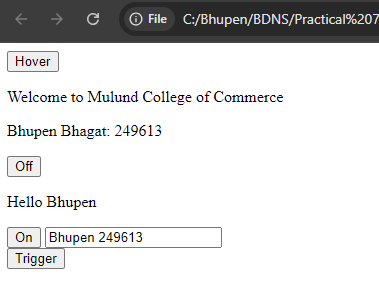 File C:/Bhupen/BDNS/Practical%207
Hover
Welcome to Mulund College of Commerce
Bhupen Bhagat: 249613
Off
Hello Bhupen
On Bhupen 249613
Trigger